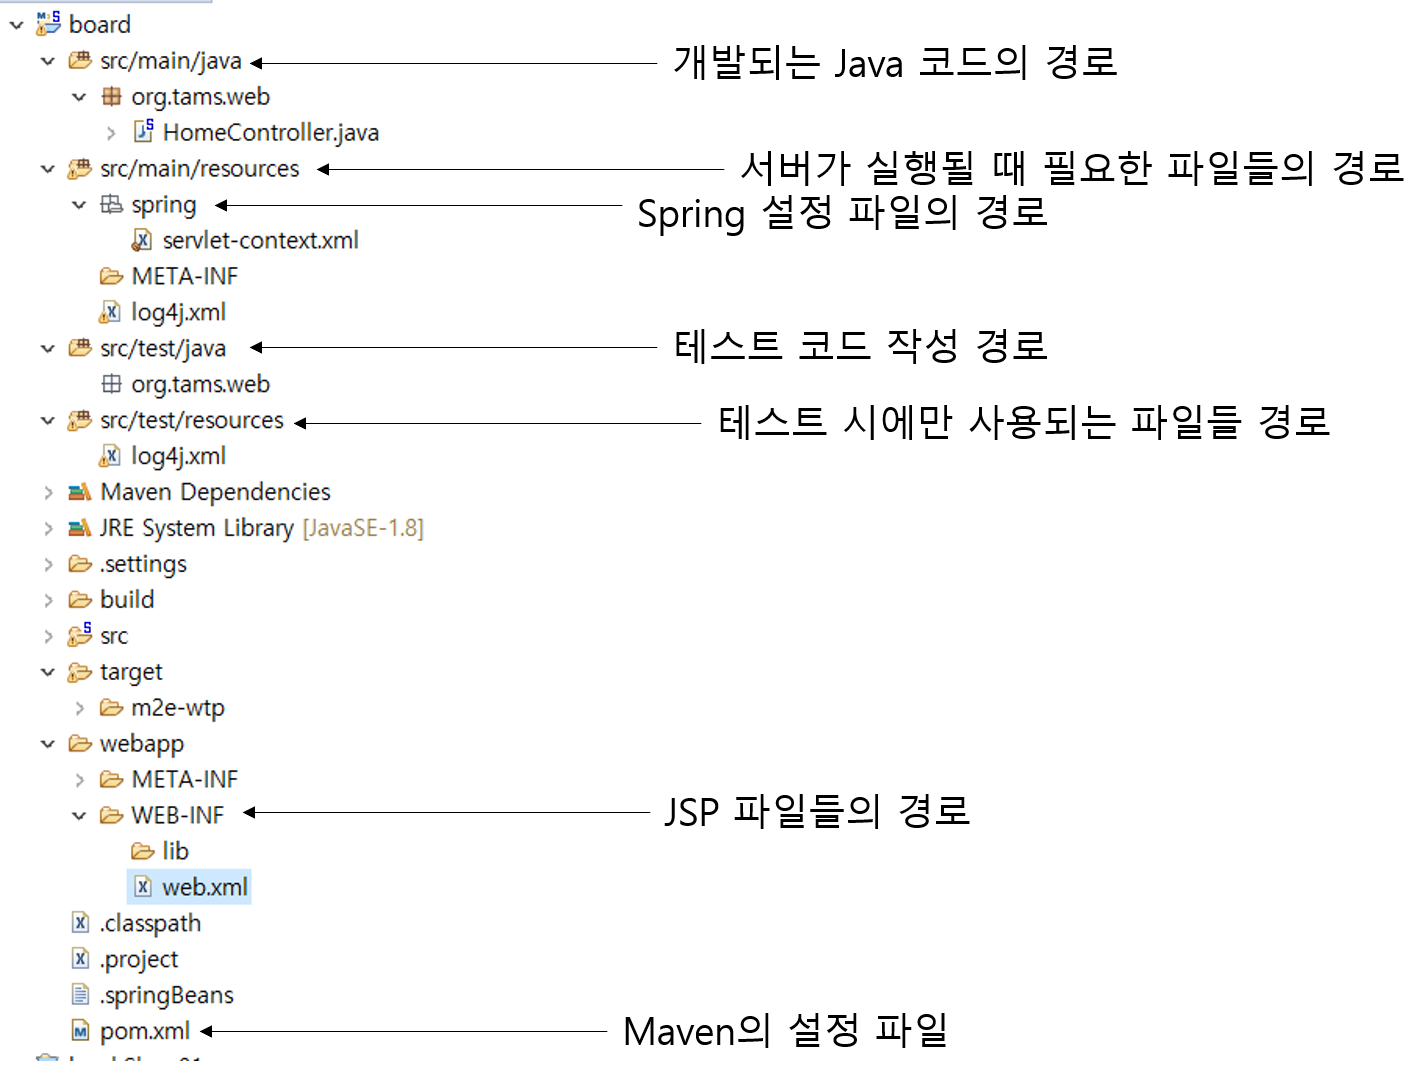 board
src/main/java 개발되는 Java 코드의 경로
org.tams.web
HomeController.java
src/main/resources 서버가 실행될 때 필요한 파일들의 경로
spring Spring 설정 파일의 경로
servlet-context.xml
META-INF
log4j.xml
src/test/java 테스트 코드 작성 경로
org.tams.web
src/test/resources 테스트 시에만 사용되는 파일들 경로
log4j.xml
Maven Dependencies
JRE System Library [JavaSE-1.8]
.settings
build
src
target
m2e-wtp
webapp
META-INF
WEB-INF JSP 파일들의 경로
lib
web.xml
.classpath
.project
.springBeans
pom.xml Maven의 설정 파일